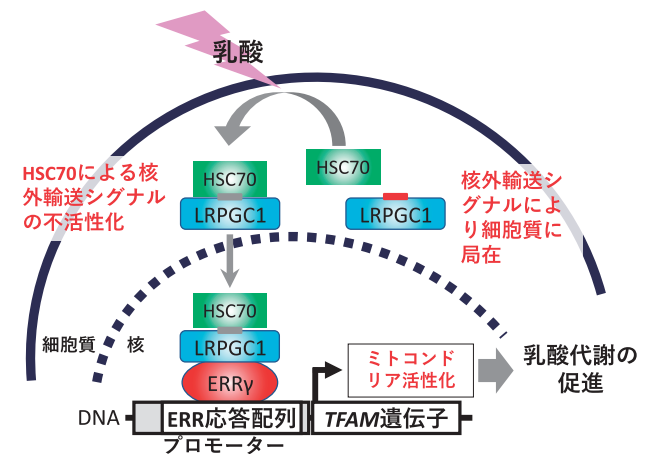 乳酸
HSC70による核
外輸送シグナル
の不活性化
HSC70
LRPGC1
HSC70
LRPGC1
核外輸送シ
グナルによ
り細胞質に
局在
細胞質
核
HSC70
LRPGC1
ERRγ
ミトコンド
リア活性化
乳酸代謝の
促進
DNA
ERR応答配列
TFAM遺伝子
プロモーター